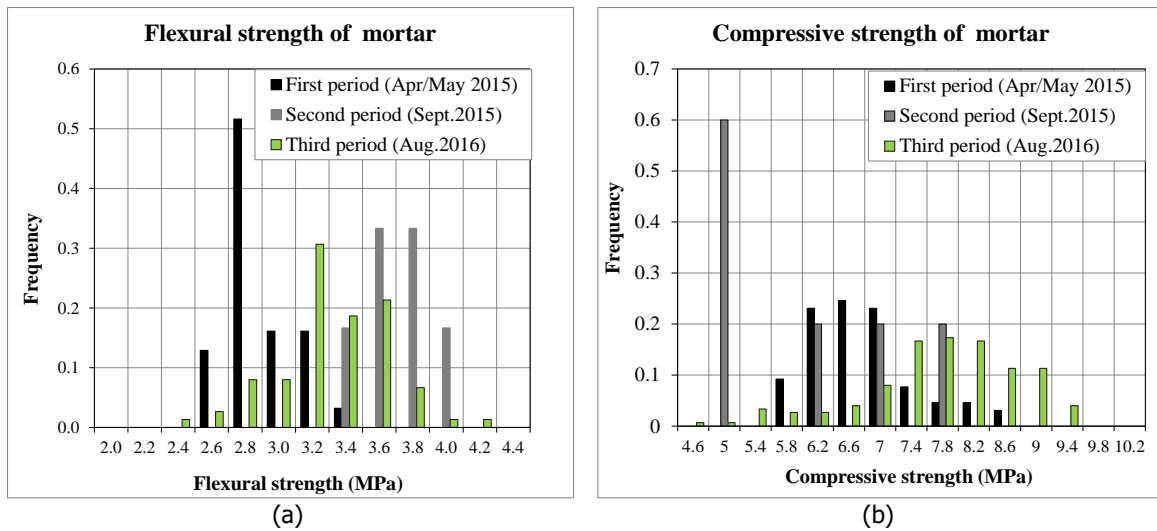 Flexural strength of mortar
0.6
0.5
0.4
0.3
0.2
0.1
0.0
Frequency
First period (Apr/May 2015)
Second period (Sept.2015)
Third period (Aug.2016)
2.0 2.2 2.4 2.6 2.8 3.0 3.2 3.4 3.6 3.8 4.0 4.2 4.4
Flexural strength (MPa)
(a)
Compressive strength of mortar
0.7
0.6
0.5
0.4
0.3
0.2
0.1
0
Frequency
First period (Apr/May 2015)
Second period (Sept.2015)
Third period (Aug.2016)
4.6 5 5.4 5.8 6.2 6.6 7 7.4 7.8 8.2 8.6 9 9.4 9.8 10.2
Compressive strength (MPa)
(b)